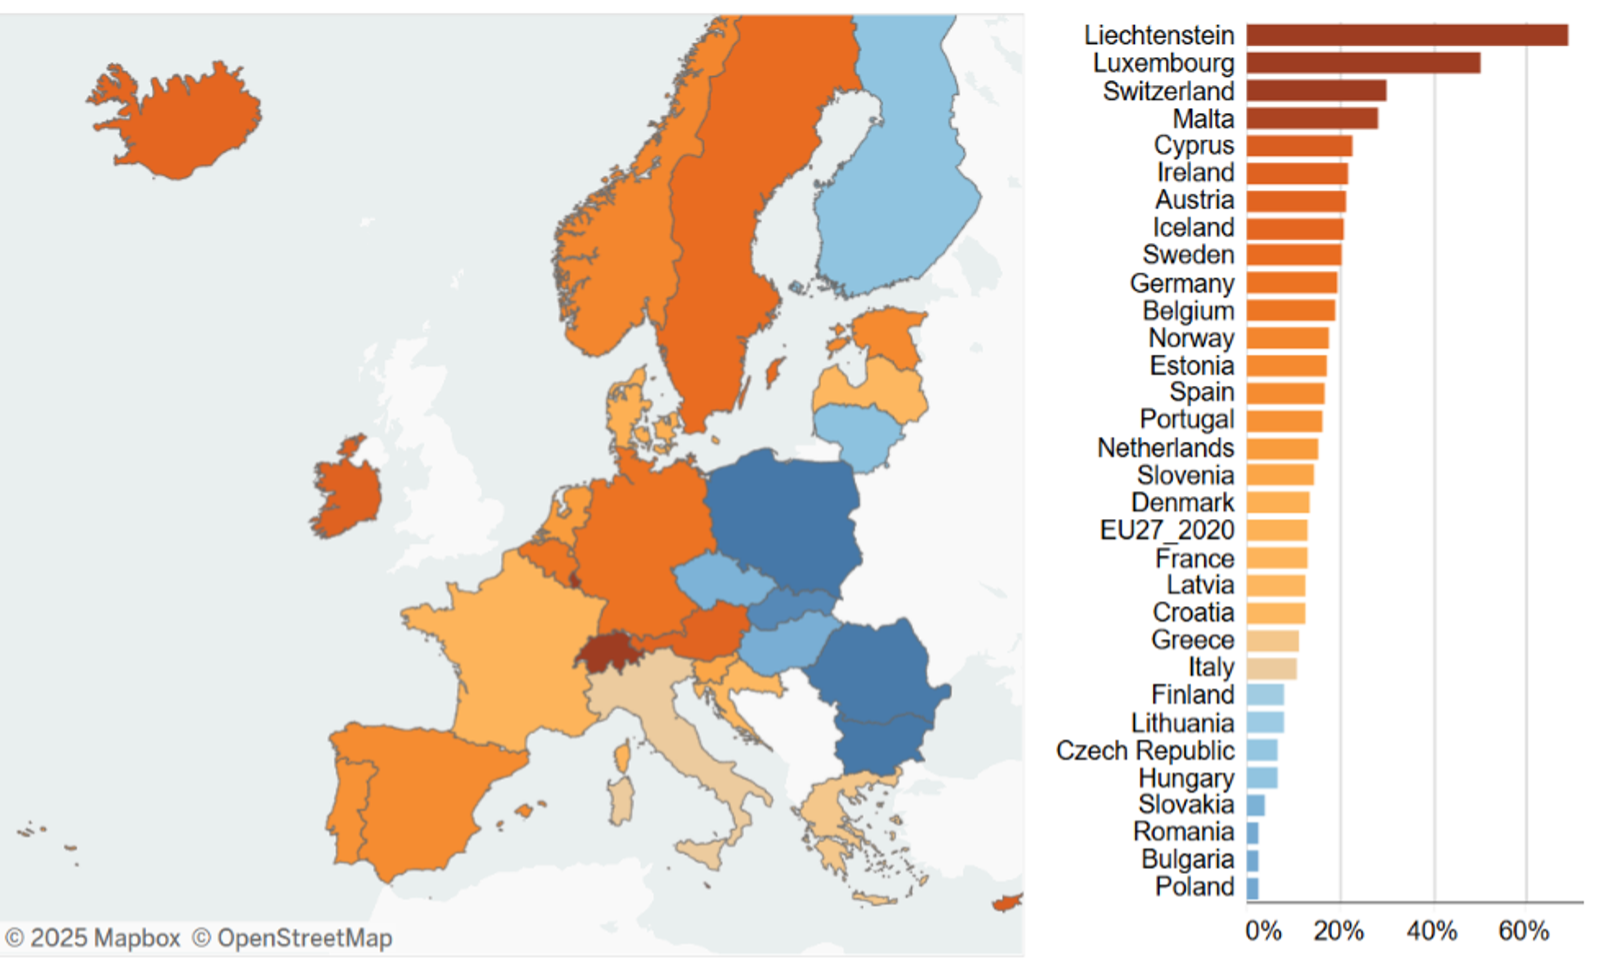 Liechtenstein
Luxembourg
Switzerland
Malta
Cyprus
Ireland
Austria
Iceland
Sweden
Germany
Belgium
Norway
Estonia
Spain
Portugal
Netherlands
Slovenia
Denmark
EU27_2020
France
Latvia
Croatia
Greece
Italy
Finland
Lithuania
Czech Republic
Hungary
Slovakia
Romania
Bulgaria
Poland
0% 20% 40% 60%
© 2025 Mapbox © OpenStreetMap